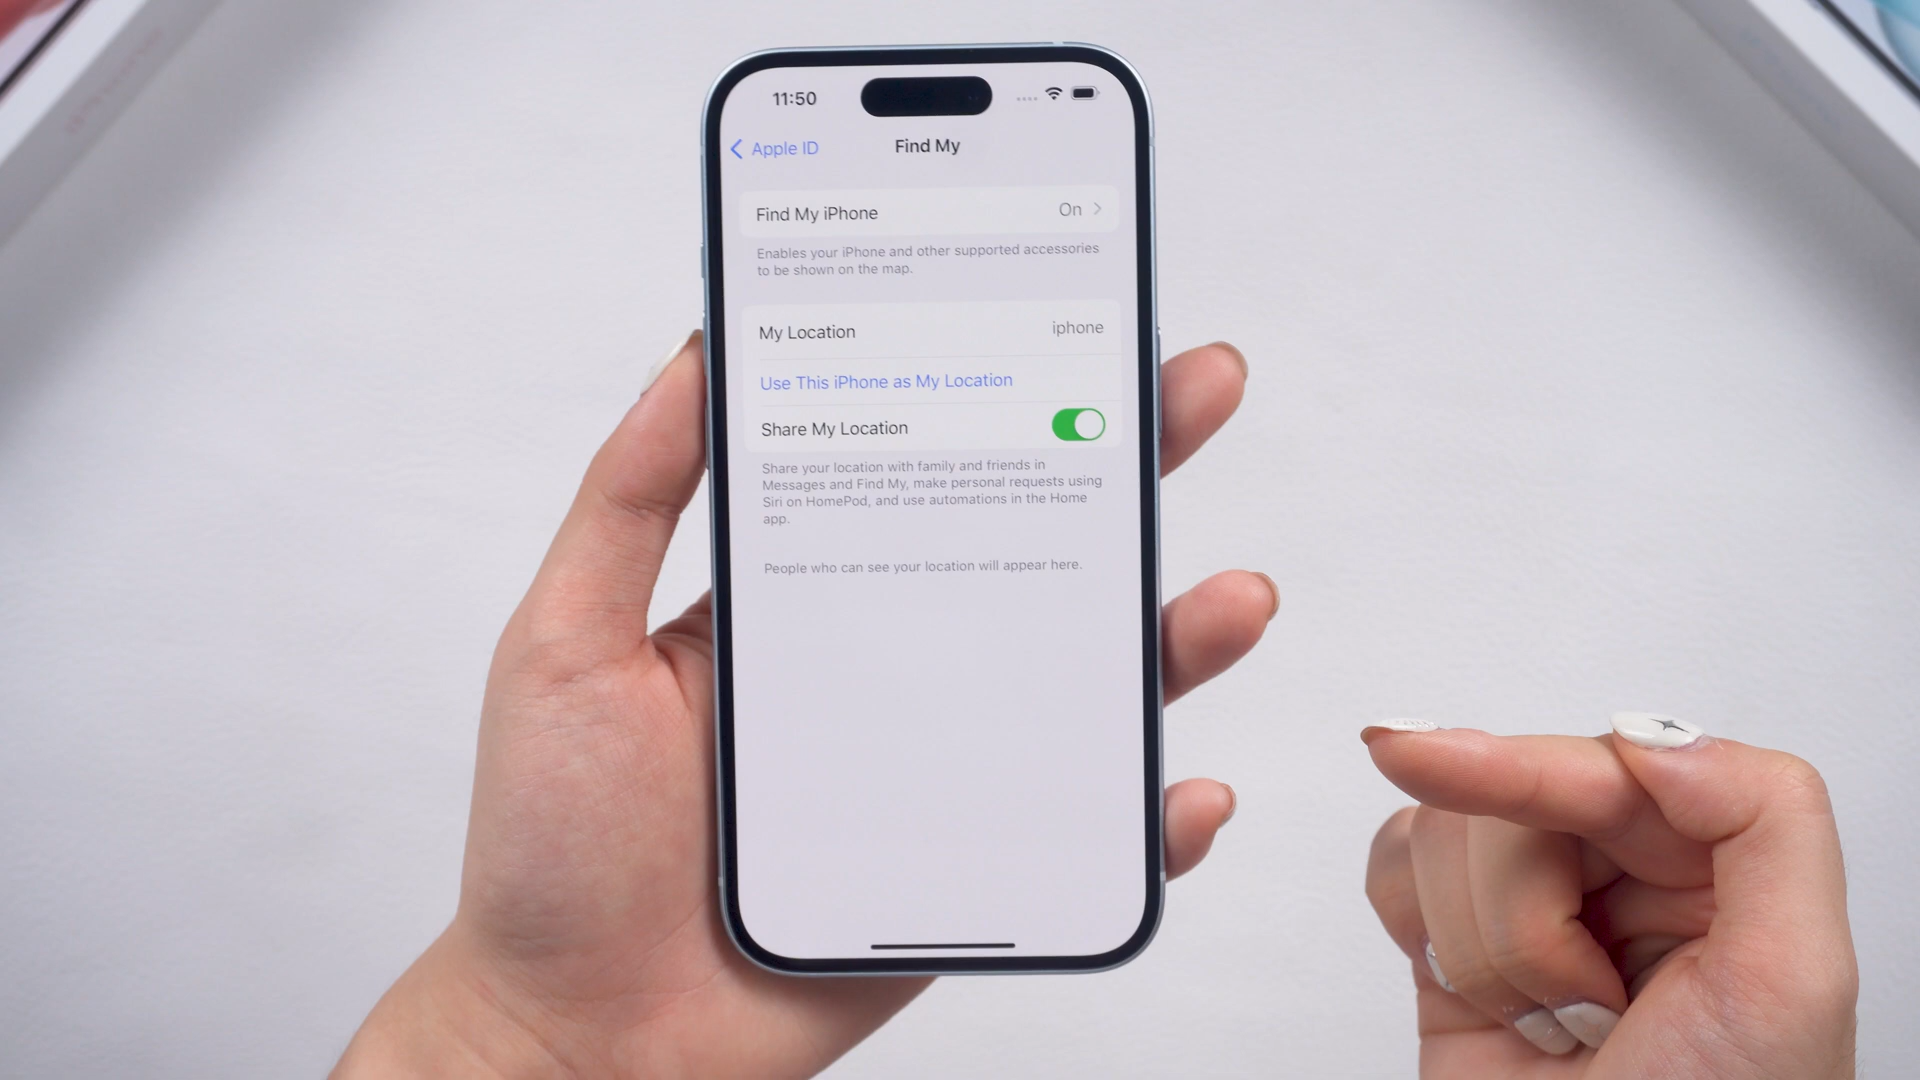 11:50
Apple ID
Find My
Find My iPhone On
Enables your iPhone and other supported accessories
to be shown on the map.
My Location iphone
Use This iPhone as My Location
Share My Location
Share your location with family and friends in
Messages and Find My, make personal requests using
Siri on HomePod, and use automations in the Home
app.
People who can see your location will appear here.